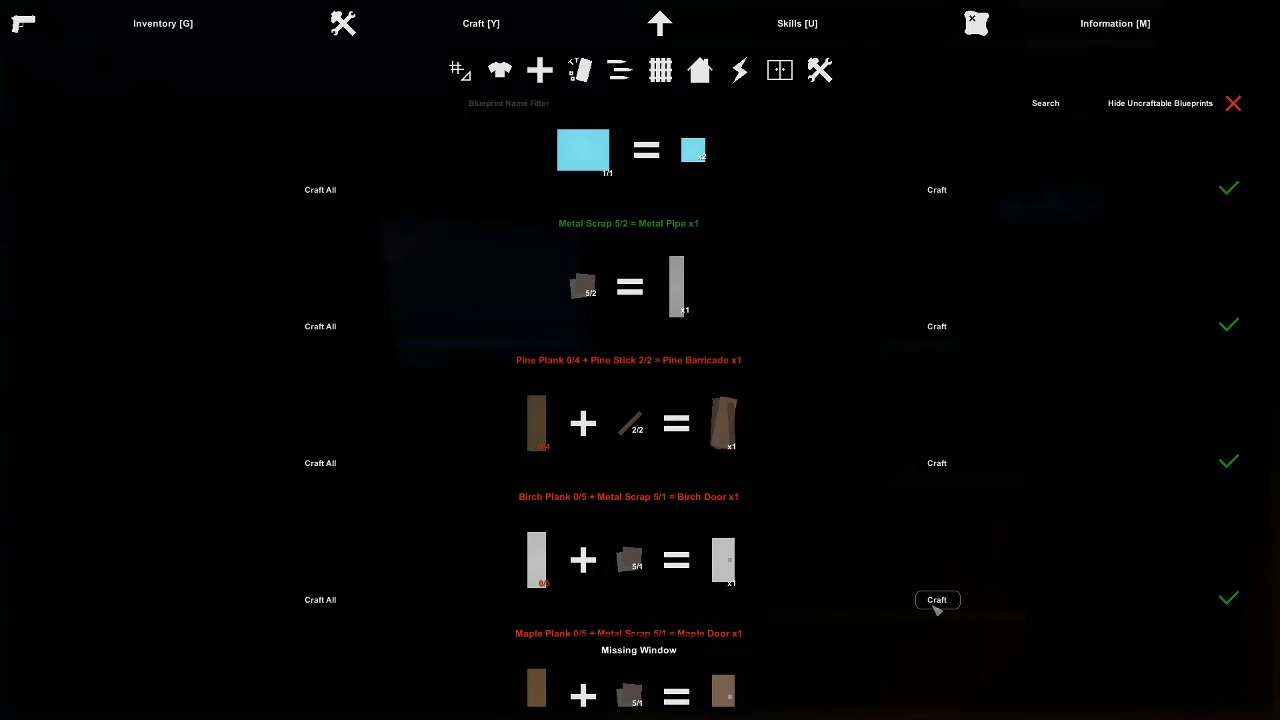 Inventory [G]
Craft [Y]
Skills [U]
Information [M]
Blueprint Name Filter
Search
Hide Uncraftable Blueprints
1/1
x2
Craft All
Craft
Metal Scrap 5/2 = Metal Pipe x1
5/2
x1
Craft All
Craft
Pine Plank 0/4 + Pine Stick 2/2 = Pine Barricade x1
0/4
2/2
x1
Craft All
Craft
Birch Plank 0/5 + Metal Scrap 5/1 = Birch Door x1
0/5
5/1
x1
Craft All
Craft
Maple Plank 0/5 + Metal Scrap 5/1 = Maple Door x1
Missing Window
5/1